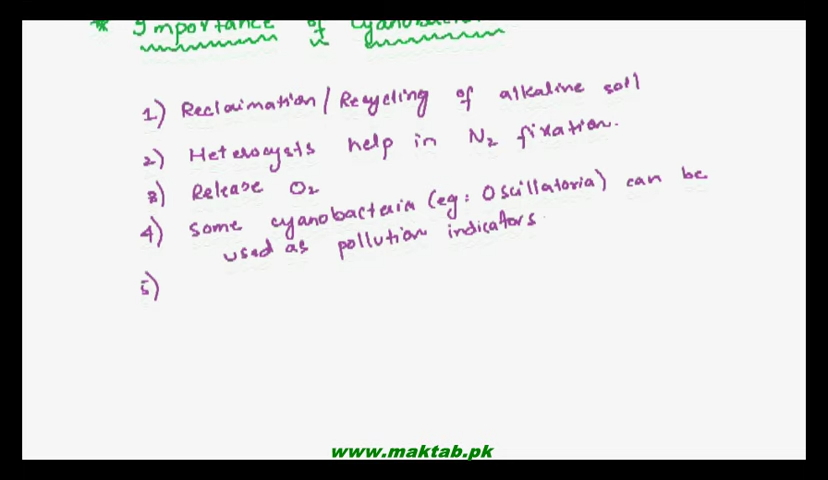 * Importance of Cyanobacteria
1) Reclaimation / Recycling of alkaline soil
2) Heterocysts help in N2 fixation.
3) Release O2
4) Some cyanobacteria (eg: Oscillatoria) can be
used as pollution indicators.
5)
www.maktab.pk